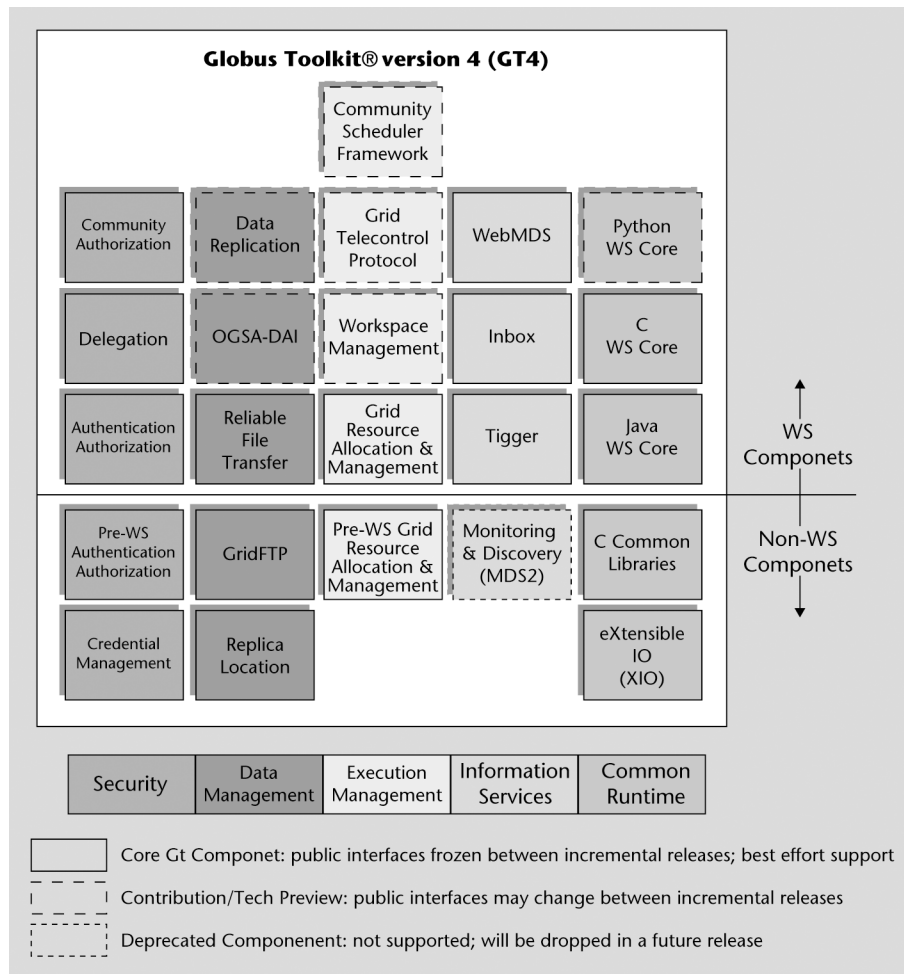 Globus Toolkit® version 4 (GT4)
Community
Scheduler
Framework
Community
Authorization
Data
Replication
Grid
Telecontrol
Protocol
WebMDS
Python
WS Core
Delegation
OGSA-DAI
Workspace
Management
Inbox
C
WS Core
Authentication
Authorization
Reliable
File
Transfer
Grid
Resource
Allocation &
Management
Tigger
Java
WS Core
WS
Componets
Pre-WS
Authentication
Authorization
GridFTP
Pre-WS Grid
Resource
Allocation &
Management
Monitoring
& Discovery
(MDS2)
C Common
Libraries
Non-WS
Componets
Credential
Management
Replica
Location
eXtensible
IO
(XIO)
Security
Data
Management
Execution
Management
Information
Services
Common
Runtime
Core Gt Componet: public interfaces frozen between incremental releases; best effort support
Contribution/Tech Preview: public interfaces may change between incremental releases
Deprecated Componenent: not supported; will be dropped in a future release